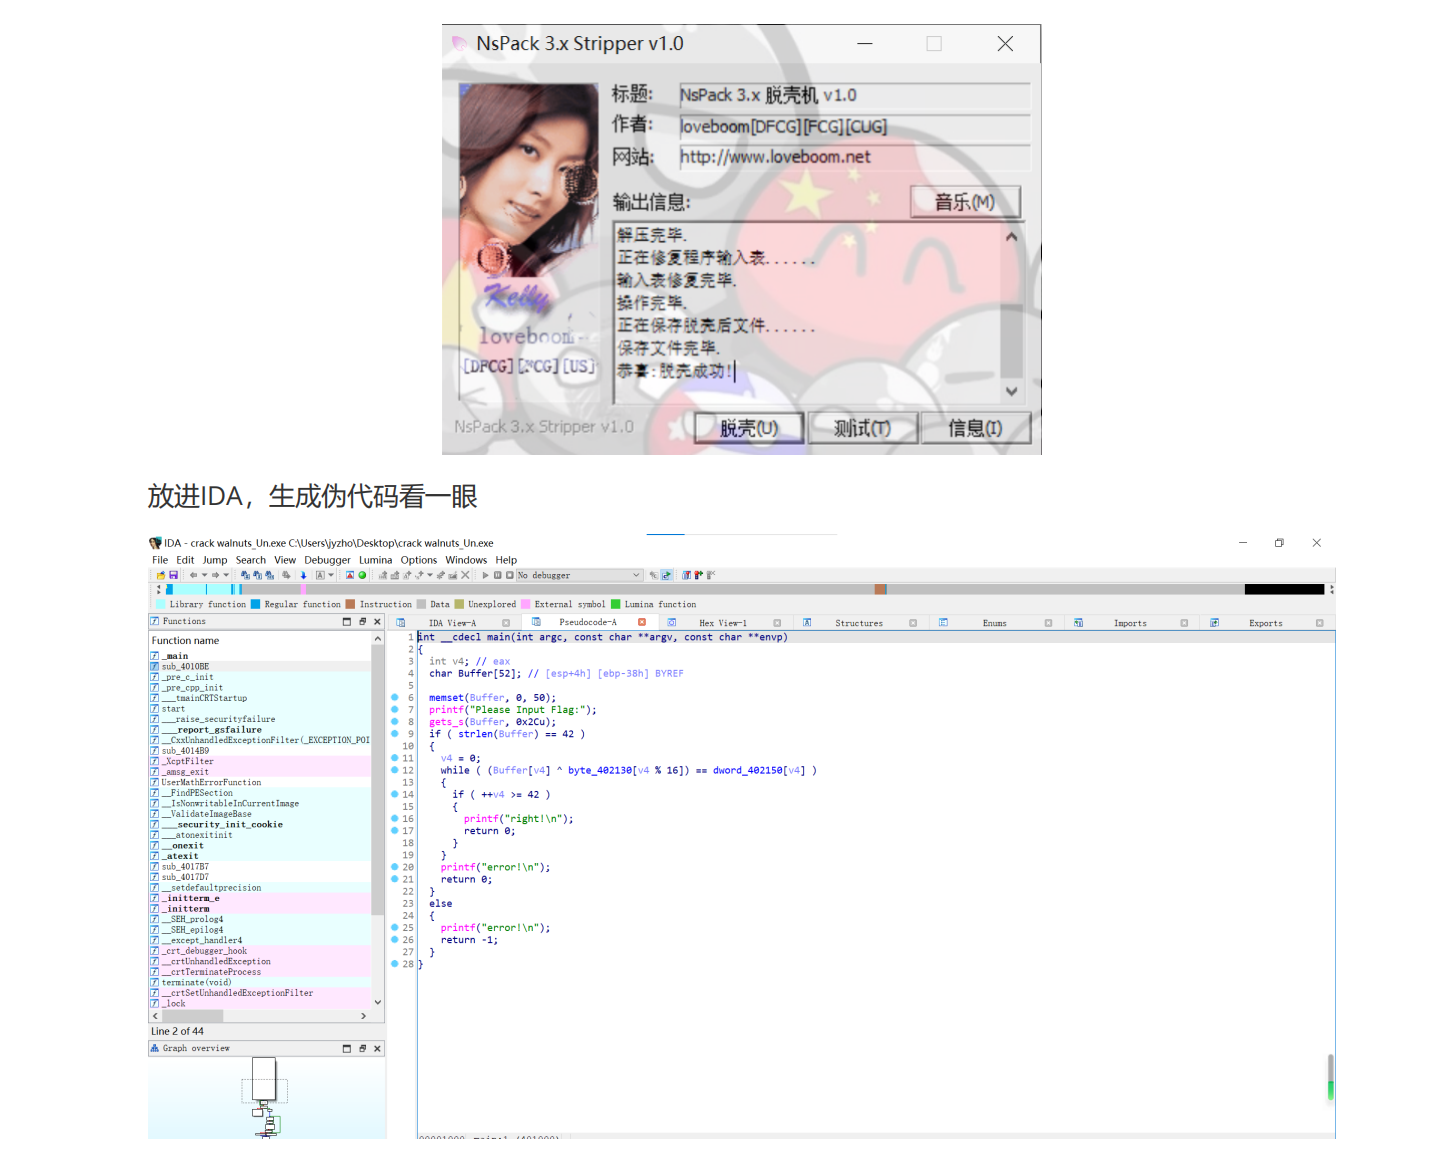 NsPack 3.x Stripper v1.0
标题: NsPack 3.x 脱壳机 v1.0
作者: loveboom[DFCG][FCG][CUG]
网站: http://www.loveboom.net
输出信息: 音乐(M)
解压完毕.
正在修复程序输入表......
输入表修复完毕.
操作完毕.
正在保存脱壳后文件......
保存文件完毕.
恭喜:脱壳成功!
Kelly
loveboom
[DFCG][FCG][US]
NsPack 3.x Stripper v1.0 脱壳(U) 测试(T) 信息(I)
放进IDA，生成伪代码看一眼
IDA - crack walnuts_Un.exe C:\Users\jyzho\Desktop\crack walnuts_Un.exe
File Edit Jump Search View Debugger Lumina Options Windows Help
No debugger
Library function Regular function Instruction Data Unexplored External symbol Lumina function
Functions
Function name
_main
sub_4010BE
_pre_c_init
_pre_cpp_init
___tmainCRTStartup
start
___raise_securityfailure
___report_gsfailure
__CxxUnhandledExceptionFilter(_EXCEPTION_POI
sub_4014B9
_XcptFilter
_amsg_exit
UserMathErrorFunction
__FindPESection
__IsNonwritableInCurrentImage
__ValidateImageBase
___security_init_cookie
___atonexitinit
__onexit
_atexit
sub_4017B7
sub_4017D7
__setdefaultprecision
_initterm_e
_initterm
__SEH_prolog4
__SEH_epilog4
__except_handler4
_crt_debugger_hook
__crtUnhandledException
__crtTerminateProcess
terminate(void)
__crtSetUnhandledExceptionFilter
_lock
Line 2 of 44
Graph overview
IDA View-A Pseudocode-A Hex View-1 Structures Enums Imports Exports
1 int __cdecl main(int argc, const char **argv, const char **envp)
2 {
3 int v4; // eax
4 char Buffer[52]; // [esp+4h] [ebp-38h] BYREF
5
6 memset(Buffer, 0, 50);
7 printf("Please Input Flag:");
8 gets_s(Buffer, 0x2Cu);
9 if ( strlen(Buffer) == 42 )
10 {
11 v4 = 0;
12 while ( (Buffer[v4] ^ byte_402130[v4 % 16]) == dword_402150[v4] )
13 {
14 if ( ++v4 >= 42 )
15 {
16 printf("right!\n");
17 return 0;
18 }
19 }
20 printf("error!\n");
21 return 0;
22 }
23 else
24 {
25 printf("error!\n");
26 return -1;
27 }
28 }